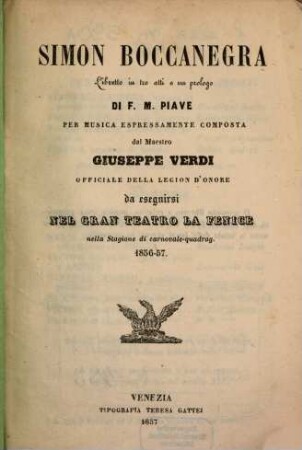 SIMON BOCCANEGRA
Libretto in tre atti e un prologo
DI F. M. PIAVE
PER MUSICA ESPRESSAMENTE COMPOSTA
dal Maestro
GIUSEPPE VERDI
OFFICIALE DELLA LEGION D'ONORE
da eseguirsi
NEL GRAN TEATRO LA FENICE
nella Stagione di carnovale-quadrag.
1856-57.
VENEZIA
TIPOGRAFIA TERESA GATTEI
1857